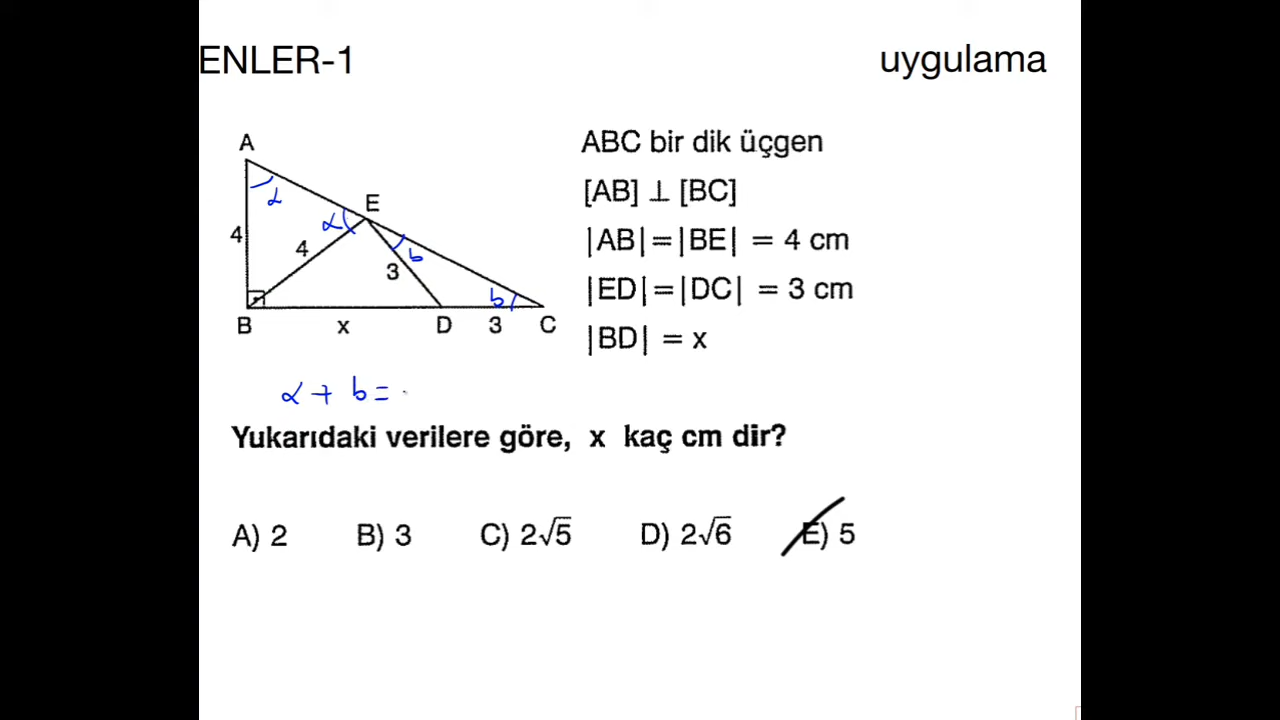 ENLER-1
uygulama
A
α
E
α
4
4
b
3
b
B
x
D
3
C
ABC bir dik üçgen
[AB] ⊥ [BC]
|AB| = |BE| = 4 cm
|ED| = |DC| = 3 cm
|BD| = x
α + b =
Yukarıdaki verilere göre, x kaç cm dir?
A) 2 B) 3 C) 2√5 D) 2√6 E) 5